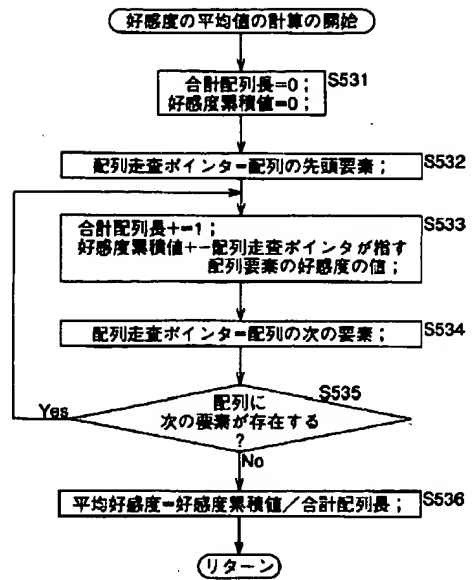 好感度の平均値の計算の開始
S531
合計配列長=0;
好感度累積値=0;
S532
配列走査ポインタ=配列の先頭要素;
S533
合計配列長+=1;
好感度累積値+=配列走査ポインタが指す
配列要素の好感度の値;
S534
配列走査ポインタ=配列の次の要素;
S535
配列に
次の要素が存在する
?
Yes
No
S536
平均好感度=好感度累積値/合計配列長;
リターン